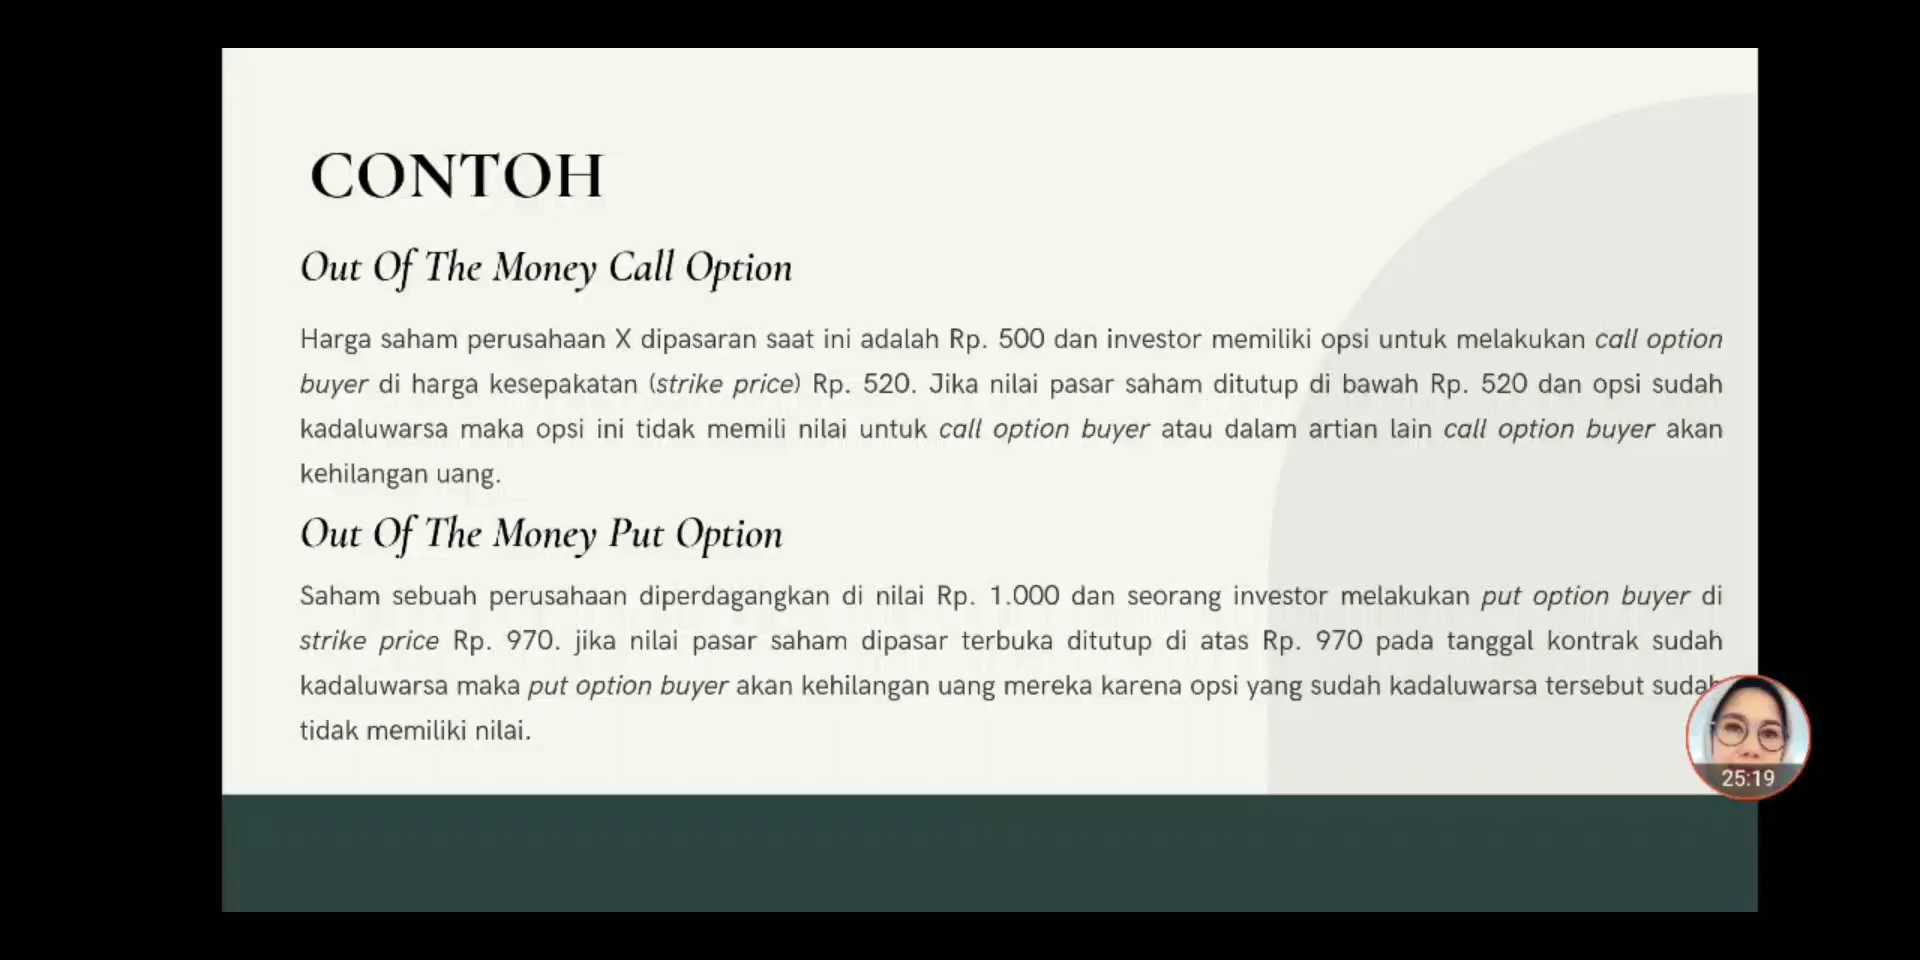 CONTOH
Out Of The Money Call Option
Harga saham perusahaan X dipasaran saat ini adalah Rp. 500 dan investor memiliki opsi untuk melakukan call option
buyer di harga kesepakatan (strike price) Rp. 520. Jika nilai pasar saham ditutup di bawah Rp. 520 dan opsi sudah
kadaluwarsa maka opsi ini tidak memili nilai untuk call option buyer atau dalam artian lain call option buyer akan
kehilangan uang.
Out Of The Money Put Option
Saham sebuah perusahaan diperdagangkan di nilai Rp. 1.000 dan seorang investor melakukan put option buyer di
strike price Rp. 970. jika nilai pasar saham dipasar terbuka ditutup di atas Rp. 970 pada tanggal kontrak sudah
kadaluwarsa maka put option buyer akan kehilangan uang mereka karena opsi yang sudah kadaluwarsa tersebut sudah
tidak memiliki nilai.
25:19